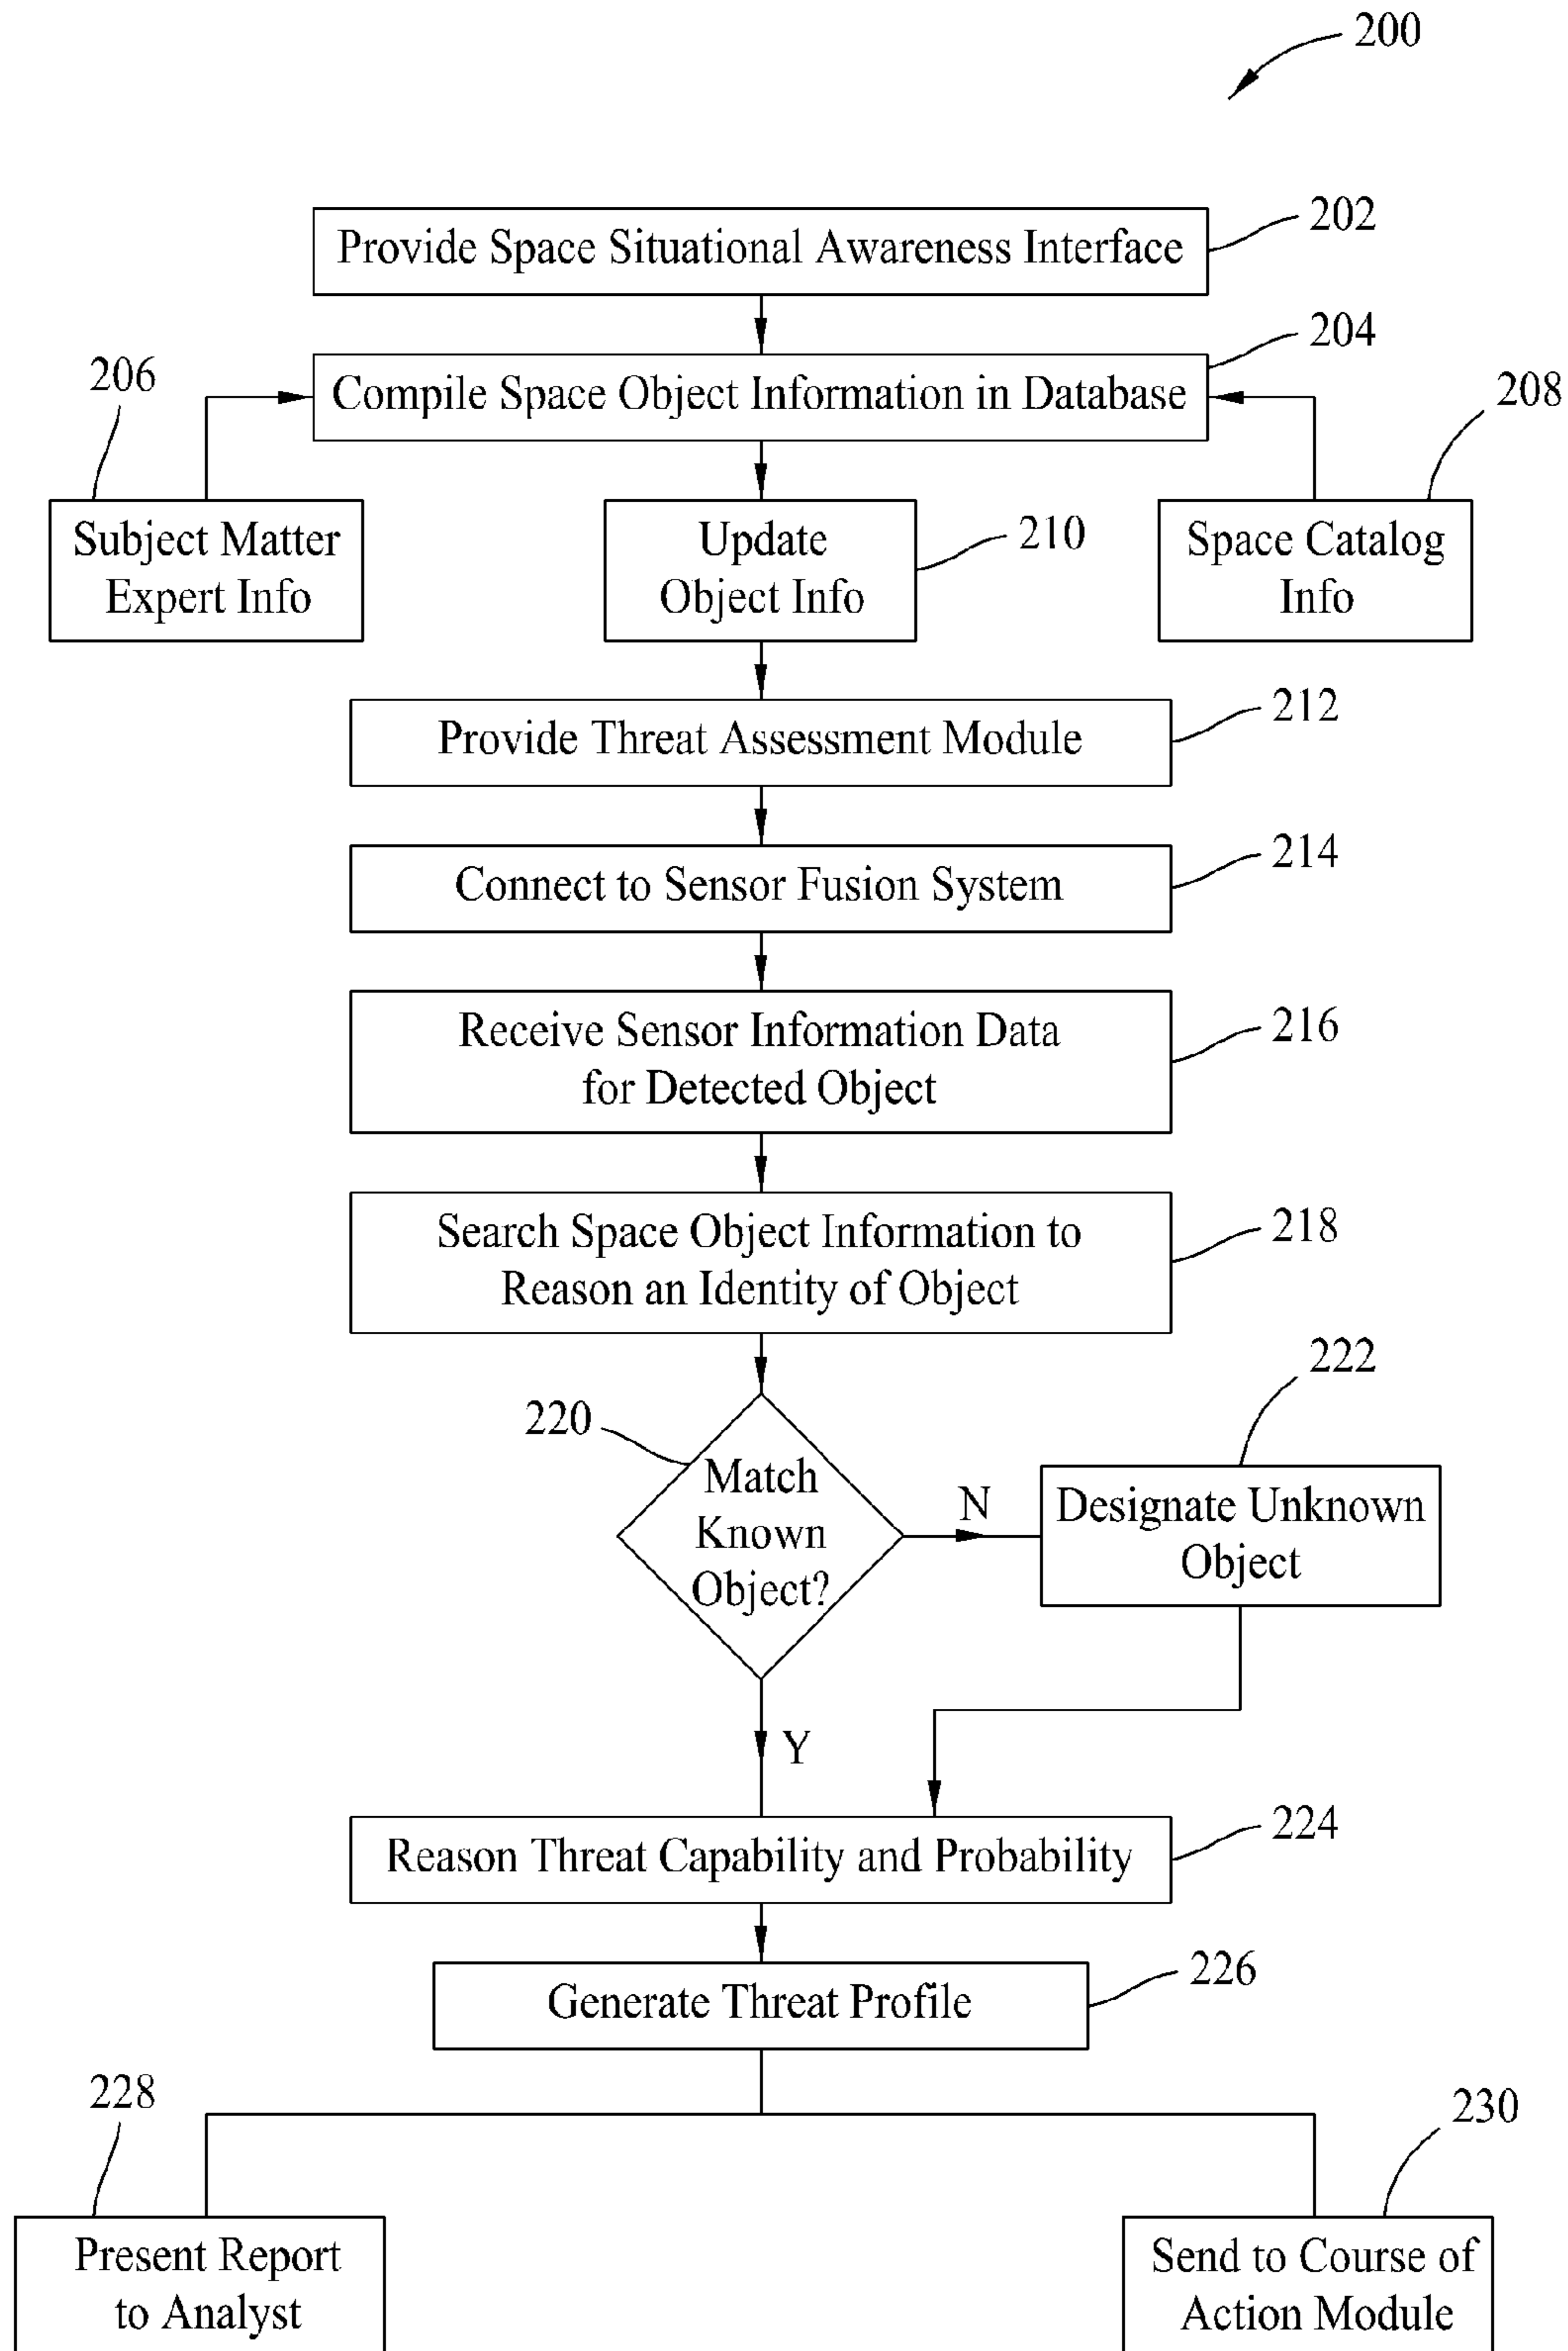 200
202
Provide Space Situational Awareness Interface
204
206
Compile Space Object Information in Database
208
Subject Matter
Expert Info
Update
Object Info
210
Space Catalog
Info
212
Provide Threat Assessment Module
214
Connect to Sensor Fusion System
Receive Sensor Information Data
for Detected Object
216
Search Space Object Information to
Reason an Identity of Object
218
222
220
Match
Known
Object?
N
Designate Unknown
Object
Y
224
Reason Threat Capability and Probability
226
Generate Threat Profile
228
230
Present Report
to Analyst
Send to Course of
Action Module